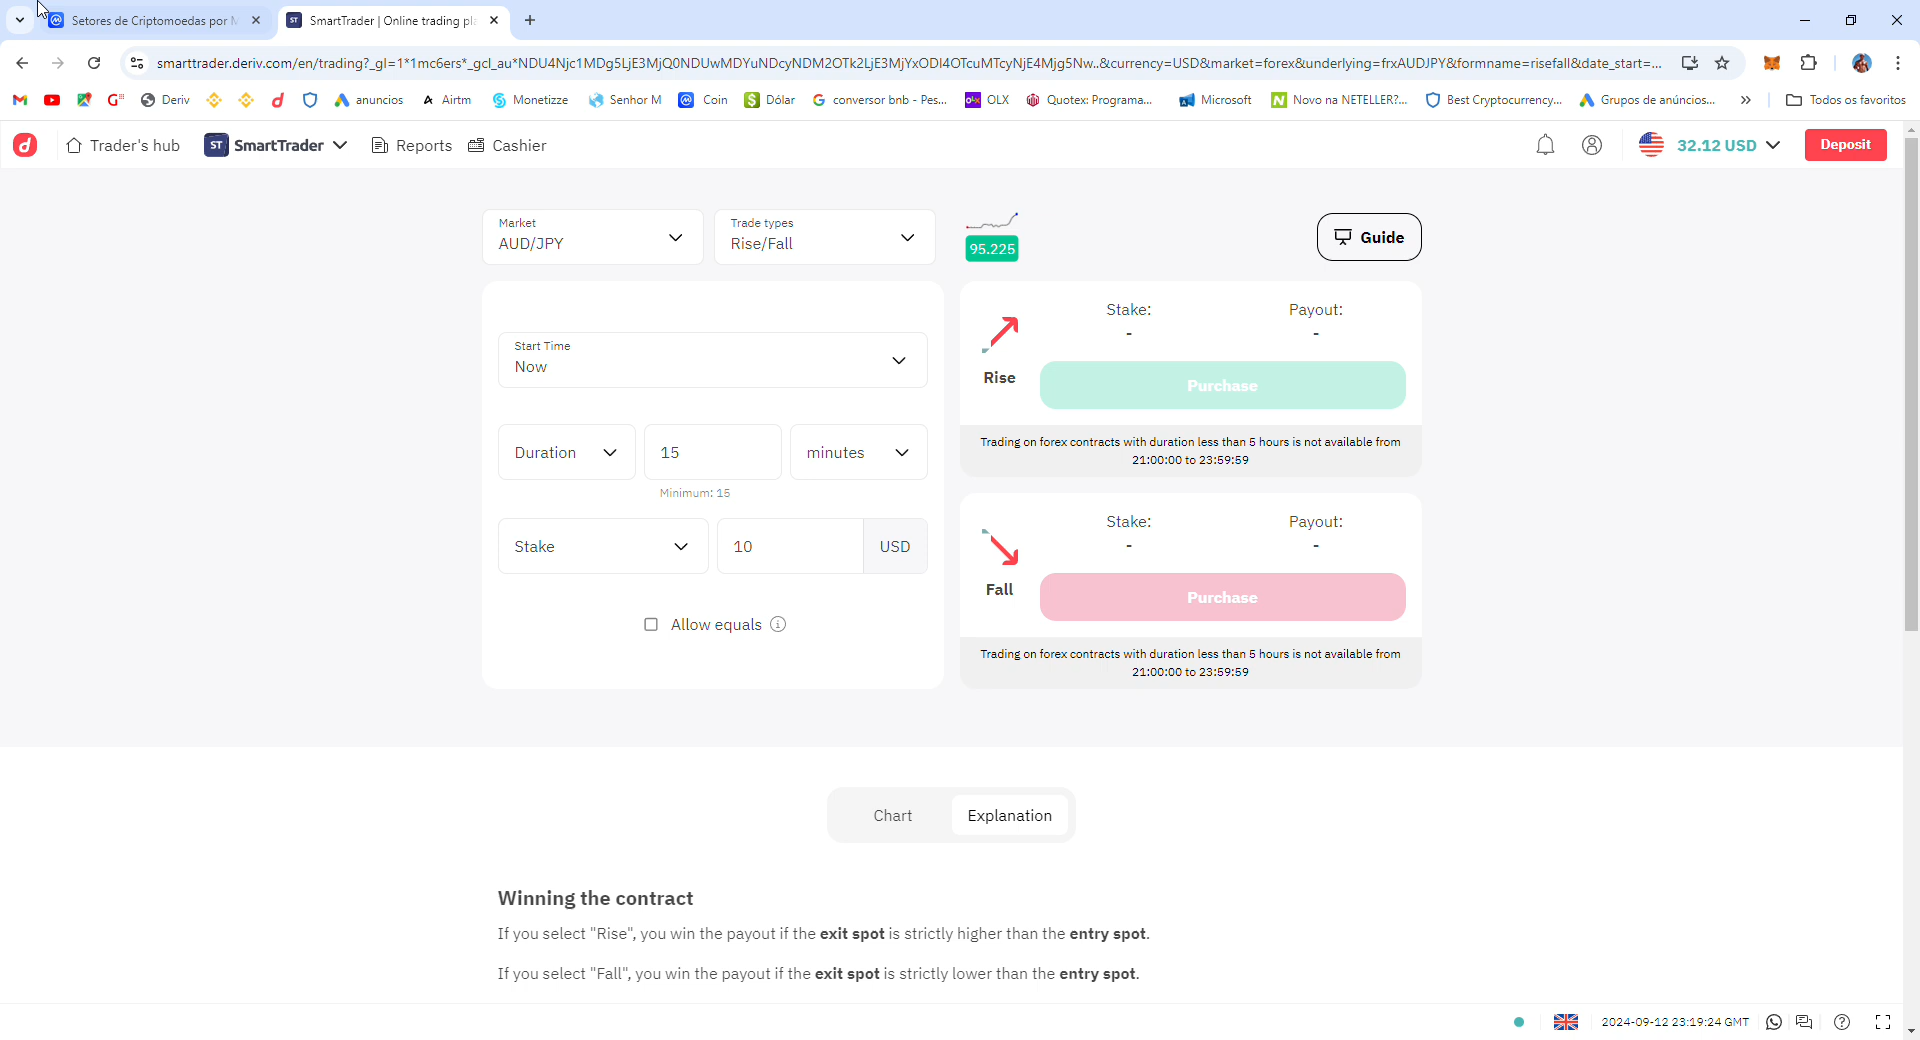 Setores de Criptomoedas por M
SmartTrader | Online trading pla
smarttrader.deriv.com/en/trading?_gl=1*1mc6ers*_gcl_au*NDU4Njc1MDg5LjE3MjQ0NDUwMDYuNDcyNDM2OTk2LjE3MjYxODI4OTcuMTcyNjE4Mjg5Nw..&currency=USD&market=forex&underlying=frxAUDJPY&formname=risefall&date_start=...
Deriv anuncios Airtm Monetizze Senhor M Coin Dólar conversor bnb - Pes... OLX Quotex: Programa... Microsoft Novo na NETELLER?... Best Cryptocurrency... Grupos de anúncios... » Todos os favoritos
Trader's hub ST SmartTrader Reports Cashier 32.12 USD Deposit
Market
AUD/JPY
Trade types
Rise/Fall
95.225
Guide
Start Time
Now
Duration 15 minutes
Minimum: 15
Stake 10 USD
Allow equals
Stake: Payout:
- -
Rise
Purchase
Trading on forex contracts with duration less than 5 hours is not available from
21:00:00 to 23:59:59
Stake: Payout:
- -
Fall
Purchase
Trading on forex contracts with duration less than 5 hours is not available from
21:00:00 to 23:59:59
Chart Explanation
Winning the contract
If you select "Rise", you win the payout if the exit spot is strictly higher than the entry spot.
If you select "Fall", you win the payout if the exit spot is strictly lower than the entry spot.
2024-09-12 23:19:24 GMT